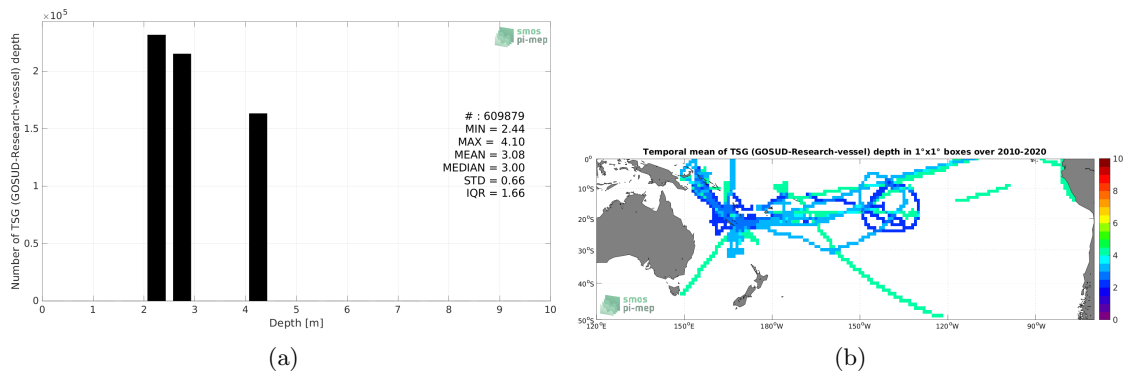 ×10⁵
Number of TSG (GOSUD-Research-vessel) depth
2
1.5
1
0.5
0
smos
pi-mep
# : 609879
MIN = 2.44
MAX = 4.10
MEAN = 3.08
MEDIAN = 3.00
STD = 0.66
IQR = 1.66
0 1 2 3 4 5 6 7 8 9 10
Depth [m]
(a)
Temporal mean of TSG (GOSUD-Research-vessel) depth in 1°x1° boxes over 2010-2020
0°
10°S
20°S
30°S
40°S
50°S
120°E 150°E 180°W 150°W 120°W 90°W
smos
pi-mep
10
8
6
4
2
0
(b)